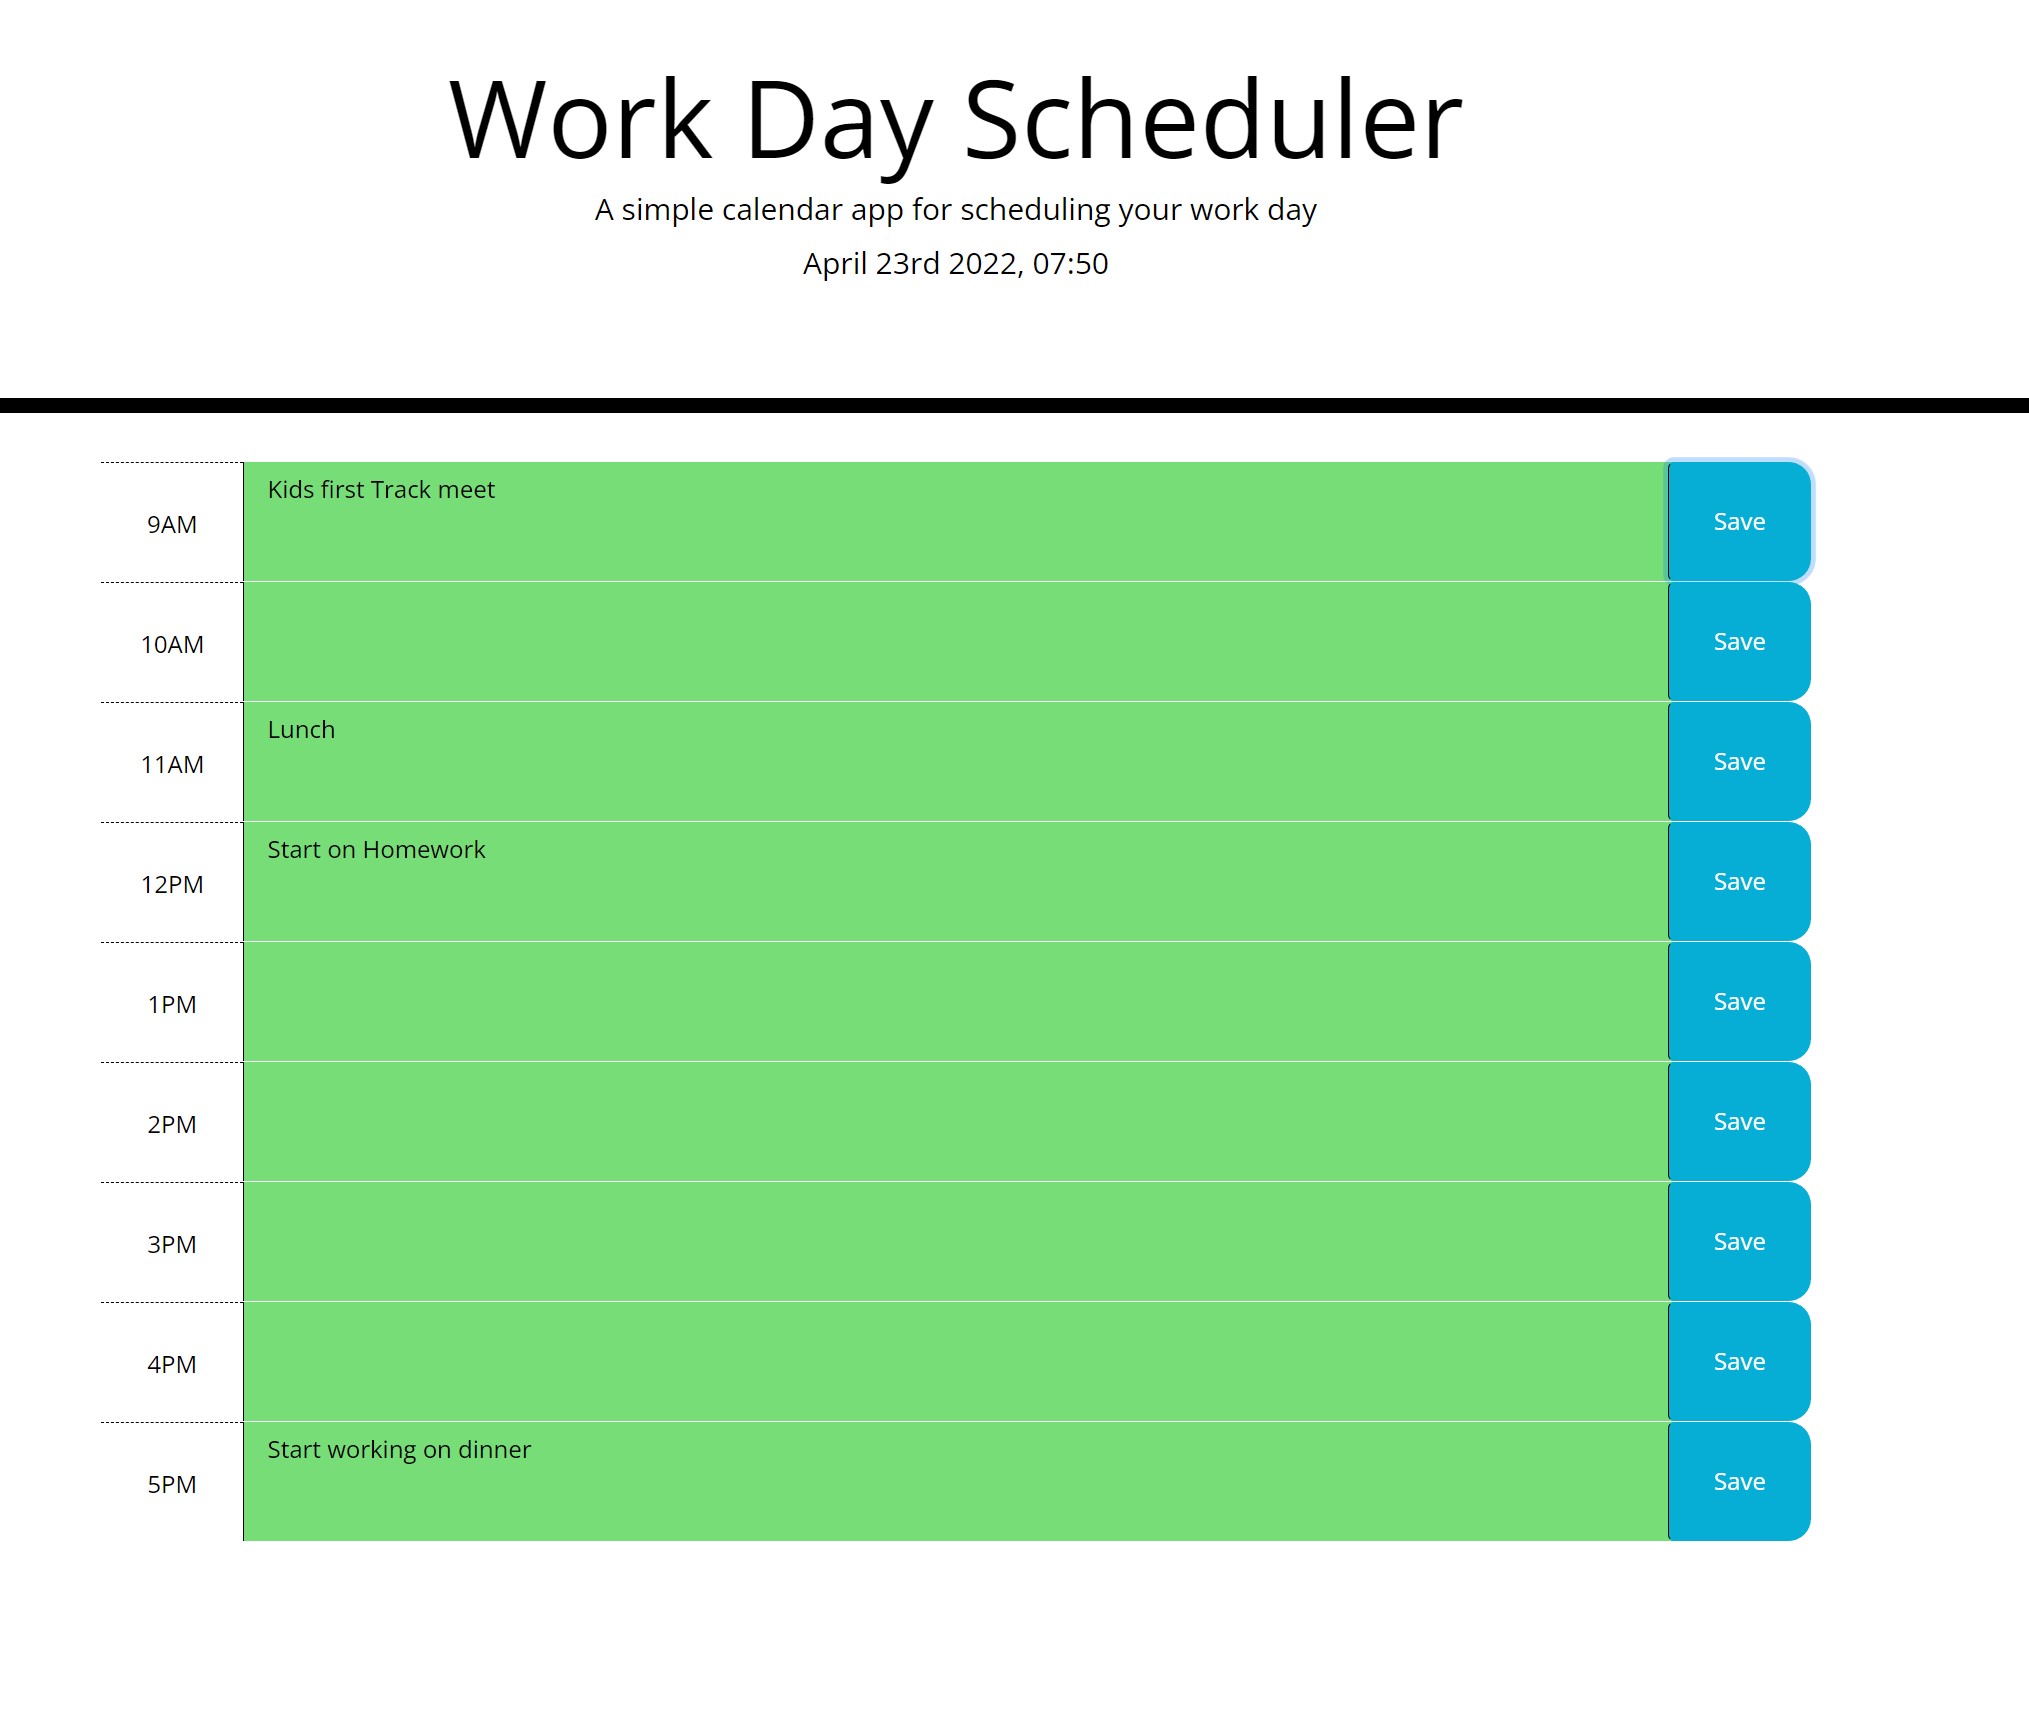 Work Day Scheduler
A simple calendar app for scheduling your work day
April 23rd 2022, 07:50
Kids first Track meet
9AM
Save
10AM
Save
Lunch
11AM
Save
Start on Homework
12PM
Save
1PM
Save
2PM
Save
3PM
Save
4PM
Save
Start working on dinner
5PM
Save